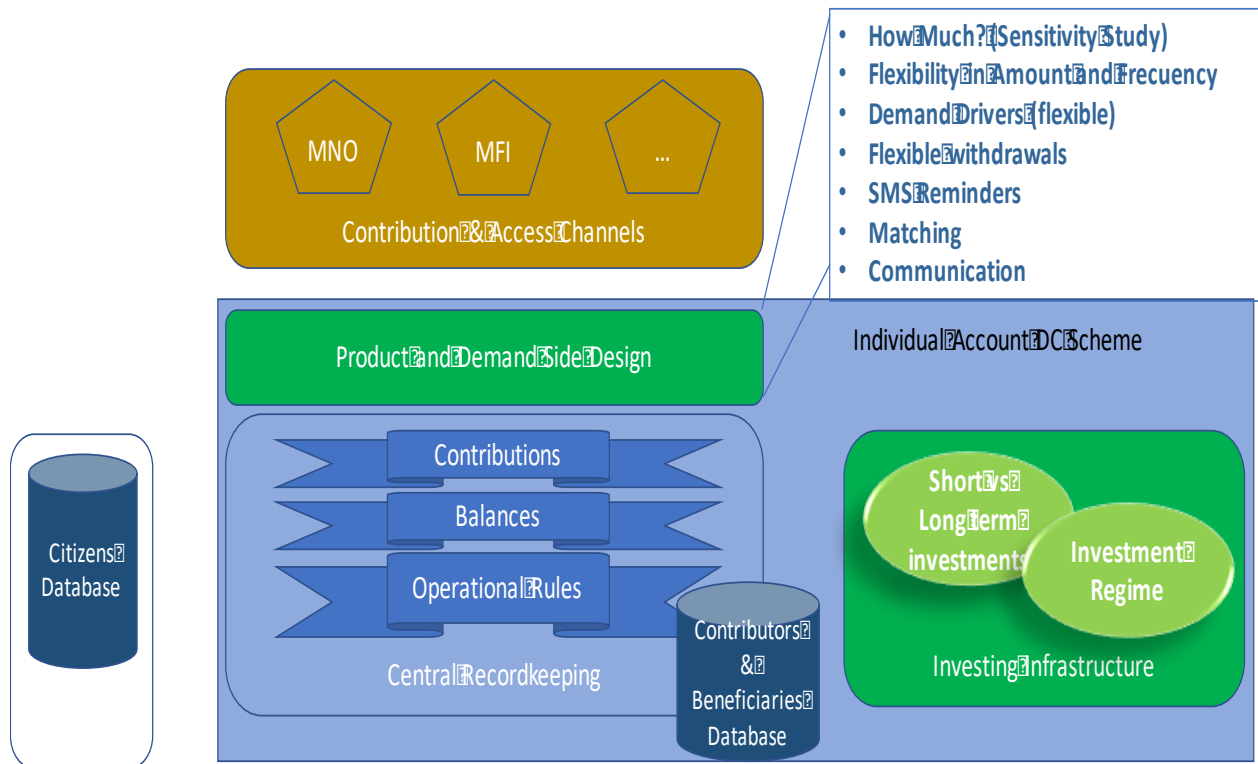 • How Much? (Sensitivity Study)
• Flexibility in Amount and Frecuency
• Demand Drivers (flexible)
• Flexible withdrawals
• SMS Reminders
• Matching
• Communication
MNO
MFI
...
Contribution & Access Channels
Product and Demand Side Design
Individual Account DC Scheme
Contributions
Balances
Operational Rules
Central Recordkeeping
Citizens
Database
Contributors
&
Beneficiaries
Database
Short vs
Long term
investments
Investment
Regime
Investing Infrastructure